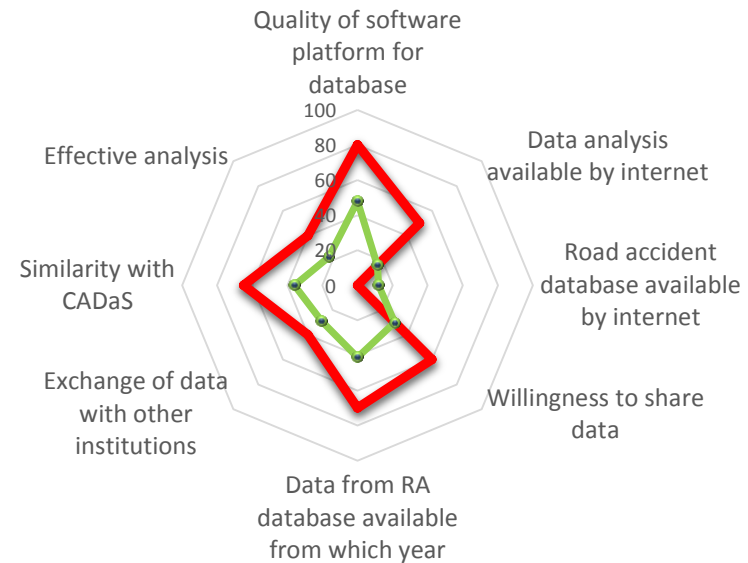 Quality of software
platform for
database
100
80
60
40
20
0
Data analysis
available by internet
Road accident
database available
by internet
Willingness to share
data
Data from RA
database available
from which year
Exchange of data
with other
institutions
Similarity with
CADaS
Effective analysis